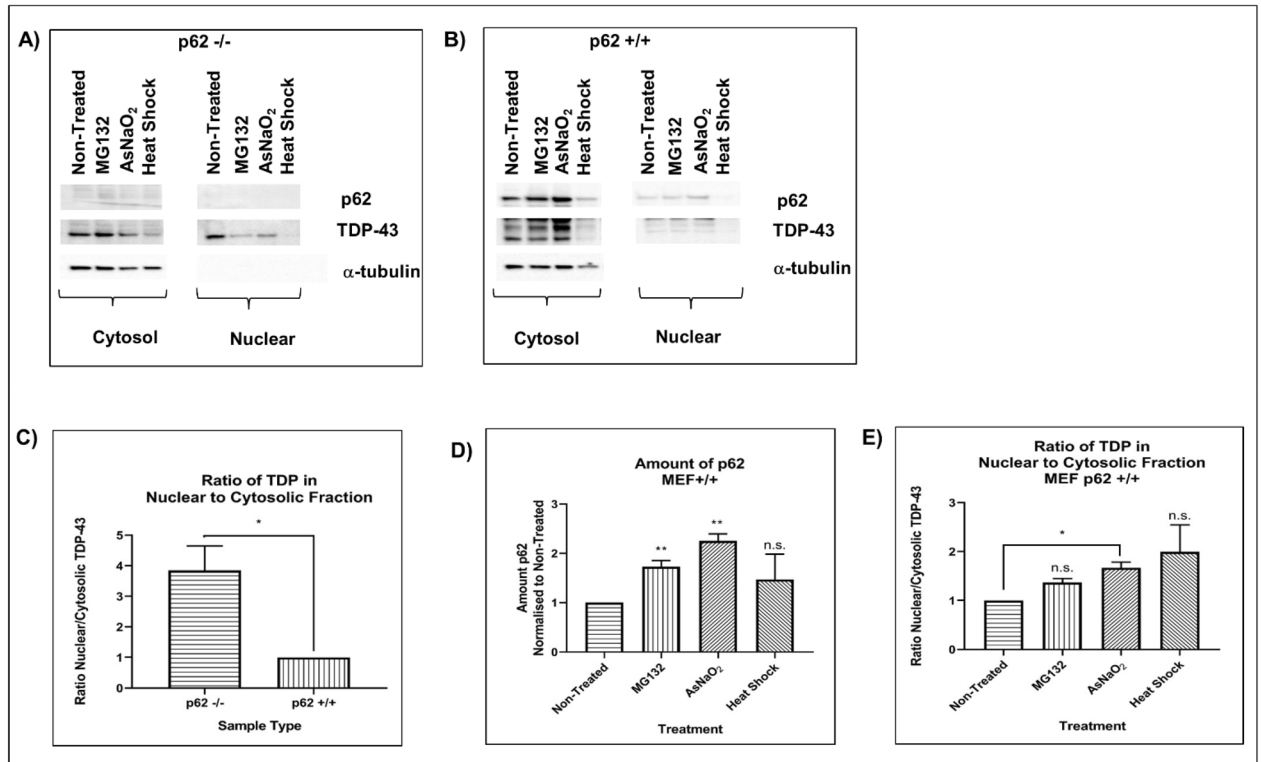 A)
p62 -/-
Non-Treated
MG132
AsNaO₂
Heat Shock
Non-Treated
MG132
AsNaO₂
Heat Shock
p62
TDP-43
α-tubulin
Cytosol
Nuclear
B)
p62 +/+
Non-Treated
MG132
AsNaO₂
Heat Shock
Non-Treated
MG132
AsNaO₂
Heat Shock
p62
TDP-43
α-tubulin
Cytosol
Nuclear
C)
Ratio of TDP in
Nuclear to Cytosolic Fraction
Ratio Nuclear/Cytosolic TDP-43
5
4
3
2
1
0
*
p62 -/-
p62 +/+
Sample Type
D)
Amount of p62
MEF+/+
Amount p62
Normalised to Non-Treated
3
2
1
0
**
**
n.s.
Non-Treated
MG132
AsNaO₂
Heat Shock
Treatment
E)
Ratio of TDP in
Nuclear to Cytosolic Fraction
MEF p62 +/+
Ratio Nuclear/Cytosolic TDP-43
3
2
1
0
n.s.
*
n.s.
Non-Treated
MG132
AsNaO₂
Heat Shock
Treatment